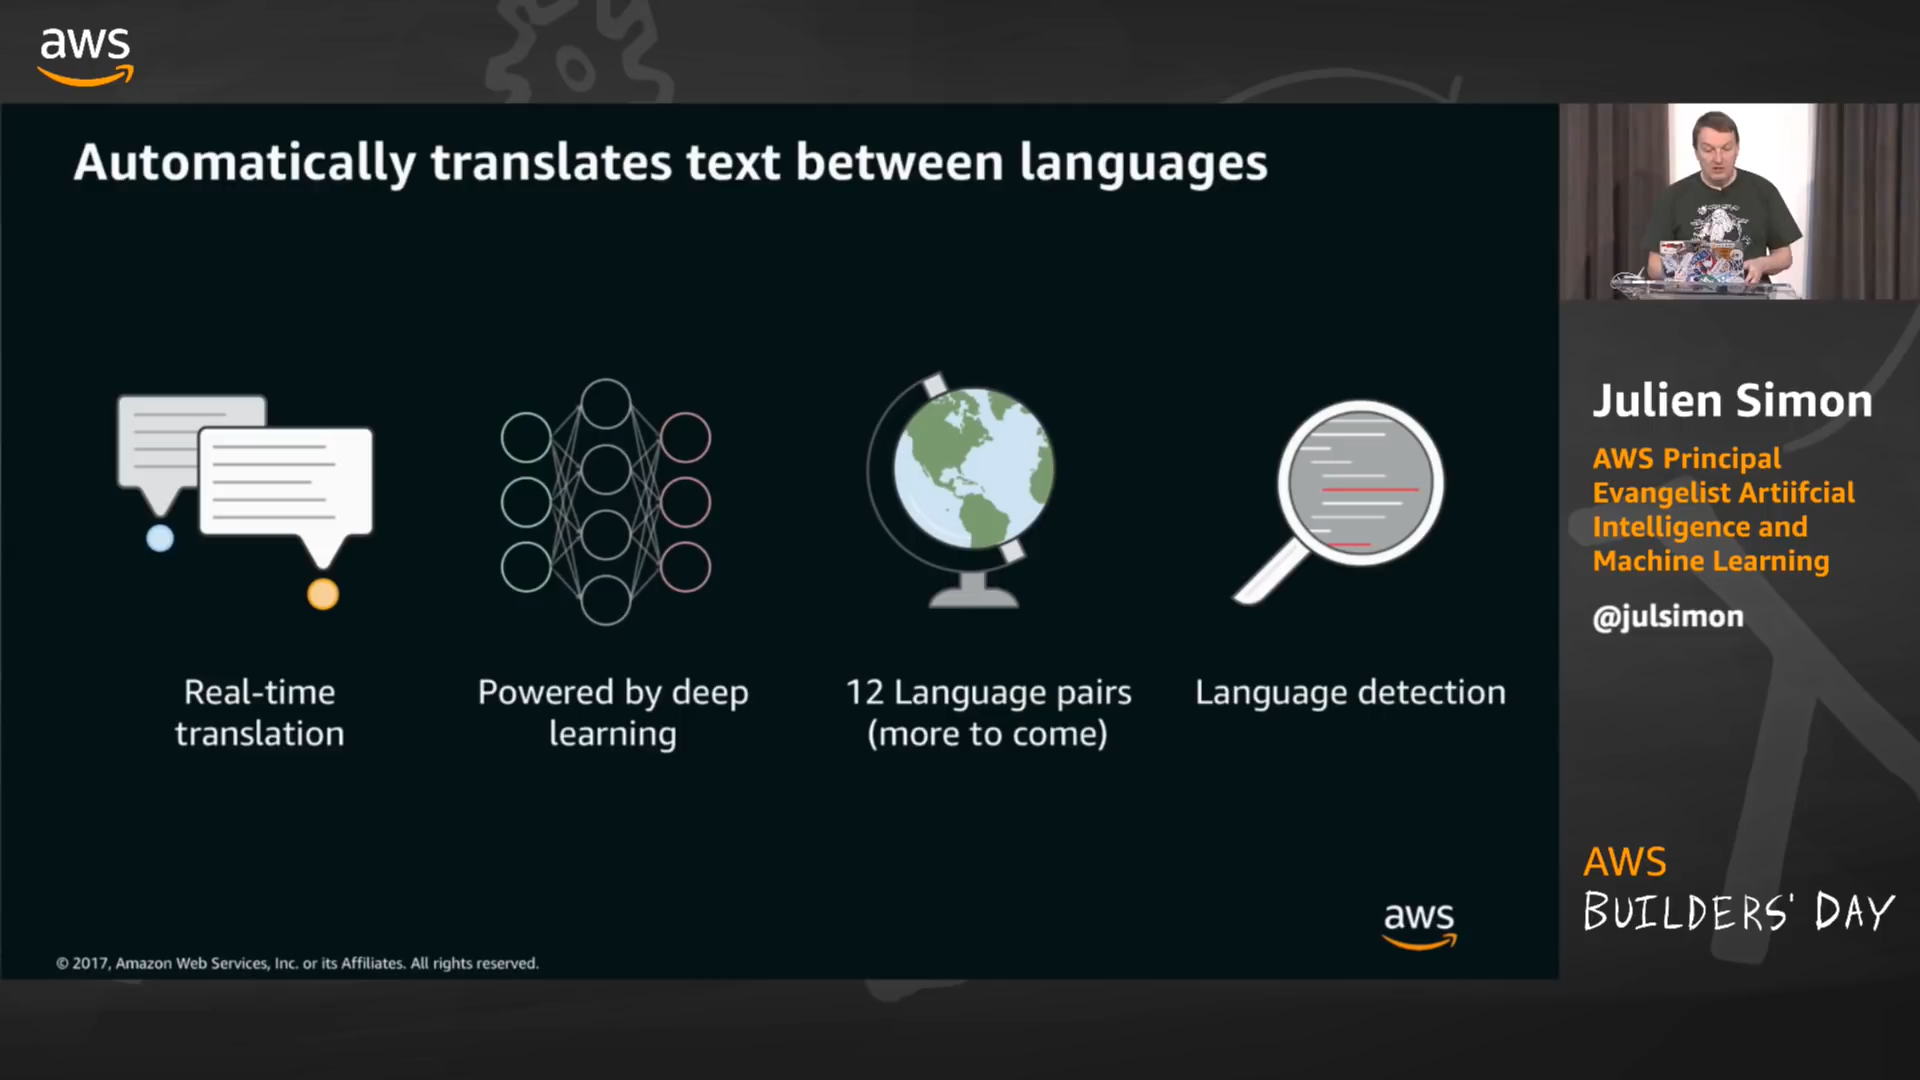 aws
Automatically translates text between languages
Real-time
translation
Powered by deep
learning
12 Language pairs
(more to come)
Language detection
aws
© 2017, Amazon Web Services, Inc. or its Affiliates. All rights reserved.
Julien Simon
AWS Principal
Evangelist Artiifcial
Intelligence and
Machine Learning
@julsimon
AWS
BUILDERS' DAY